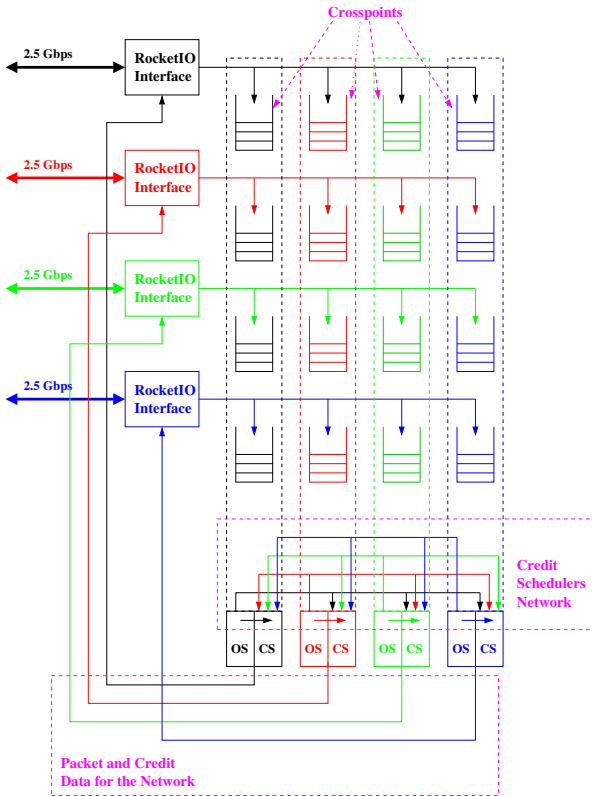 Crosspoints
2.5 Gbps
RocketIO
Interface
2.5 Gbps
RocketIO
Interface
2.5 Gbps
RocketIO
Interface
2.5 Gbps
RocketIO
Interface
Credit
Schedulers
Network
OS CS
OS CS
OS CS
OS CS
Packet and Credit
Data for the Network